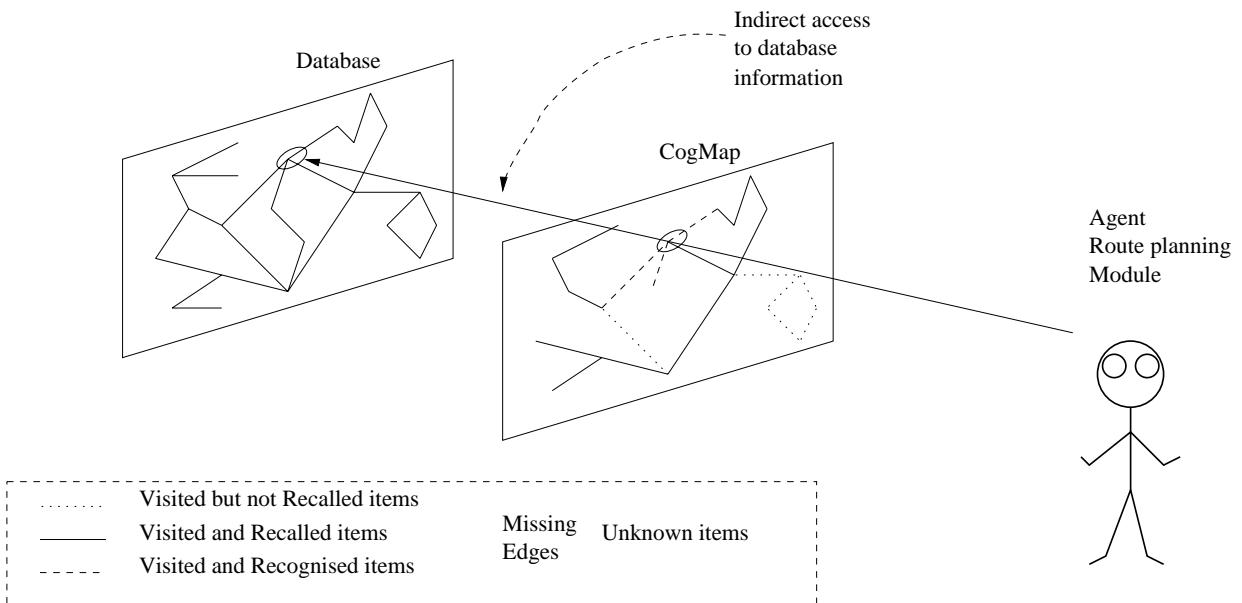 Indirect access
to database
information
Database
CogMap
Agent
Route planning
Module
Visited but not Recalled items
Visited and Recalled items
Visited and Recognised items
Missing
Edges
Unknown items